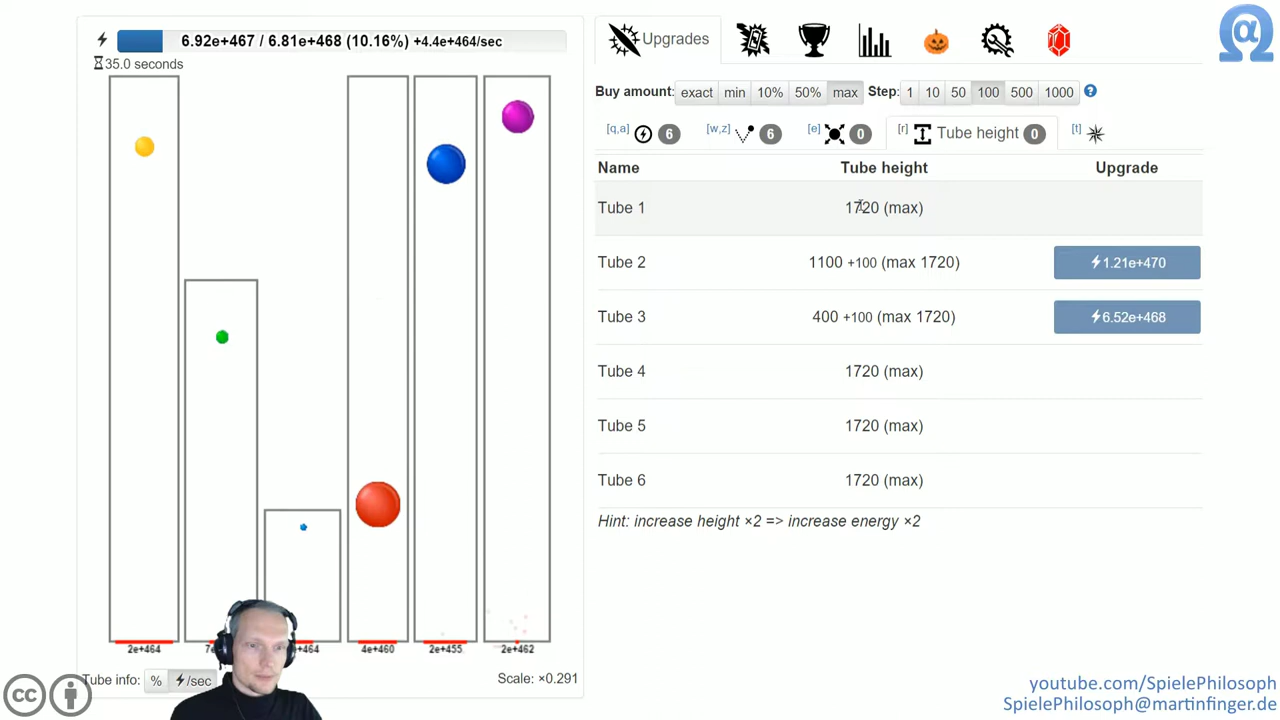 6.92e+467 / 6.81e+468 (10.16%) +4.4e+464/sec
35.0 seconds
2e+464
4e+460
2e+455
2e+462
Tube info: % /sec
Scale: ×0.291
Upgrades
Buy amount: exact min 10% 50% max Step: 1 10 50 100 500 1000 ?
[q,a] 6 [w,z] 6 [e] 0 [r] Tube height 0 [t]
Name Tube height Upgrade
Tube 1 1720 (max)
Tube 2 1100 +100 (max 1720) 1.21e+470
Tube 3 400 +100 (max 1720) 6.52e+468
Tube 4 1720 (max)
Tube 5 1720 (max)
Tube 6 1720 (max)
Hint: increase height ×2 => increase energy ×2
cc
youtube.com/SpielePhilosoph
SpielePhilosoph@martinfinger.de